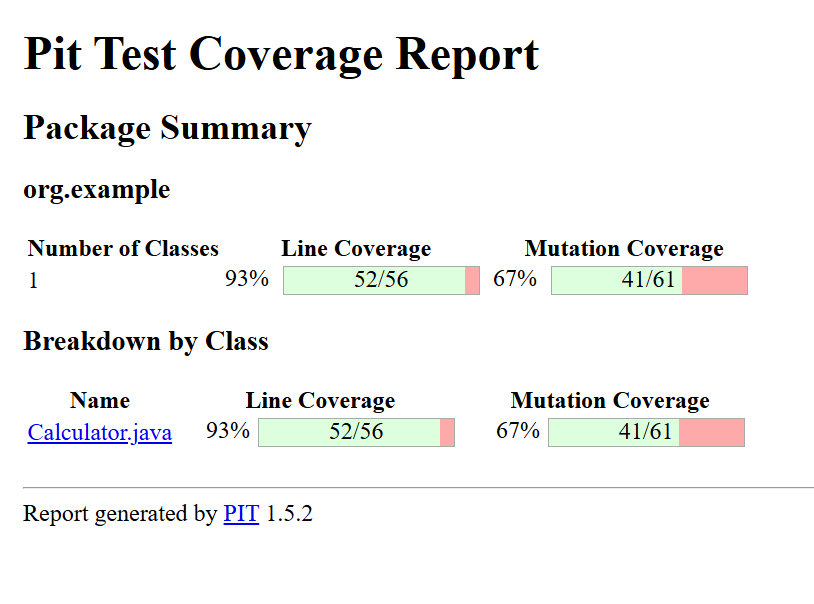 Pit Test Coverage Report
Package Summary
org.example
Number of Classes Line Coverage Mutation Coverage
1 93% 52/56 67% 41/61
Breakdown by Class
Name Line Coverage Mutation Coverage
Calculator.java 93% 52/56 67% 41/61
Report generated by PIT 1.5.2